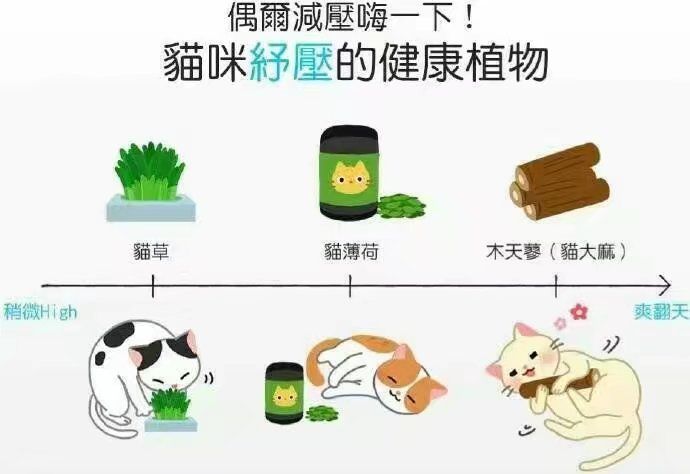 偶爾減壓嗨一下！
貓咪紓壓的健康植物
貓草
貓薄荷
木天蓼（貓大麻）
稍微High
爽翻天